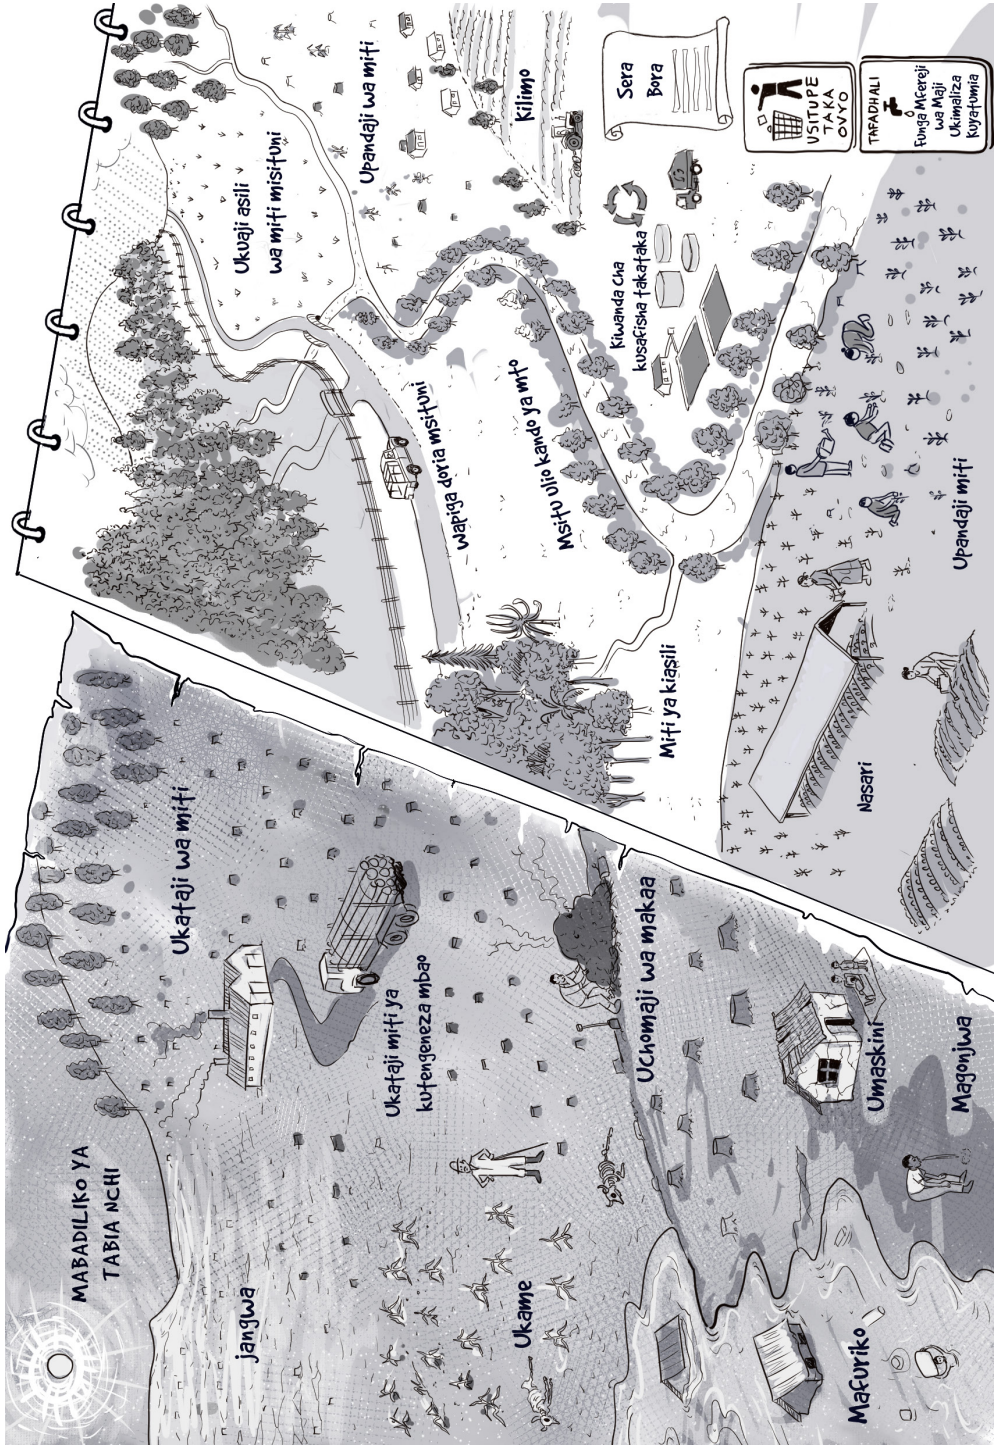 MABADILIKO YA
TABIA NCHI
Ukataji wa miti
jangwa
Ukataji miti ya
kutengeneza mbao
Ukame
Uchomaji wa makaa
Umaskini
Mafuriko
Magonjwa
Ukuaji asili
wa miti misituni
Upandaji wa miti
Kilimo
Wapiga doria msituni
Msitu ulio kando ya mto
Kiwanda cha
kusafisha takataka
Sera
Bora
USITUPE
TAKA
OVYO
TAFADHALI
Funga Mfereji
wa Maji
Ukimaliza
Kuyatumia
Miti ya kiasili
Nasari
Upandaji miti